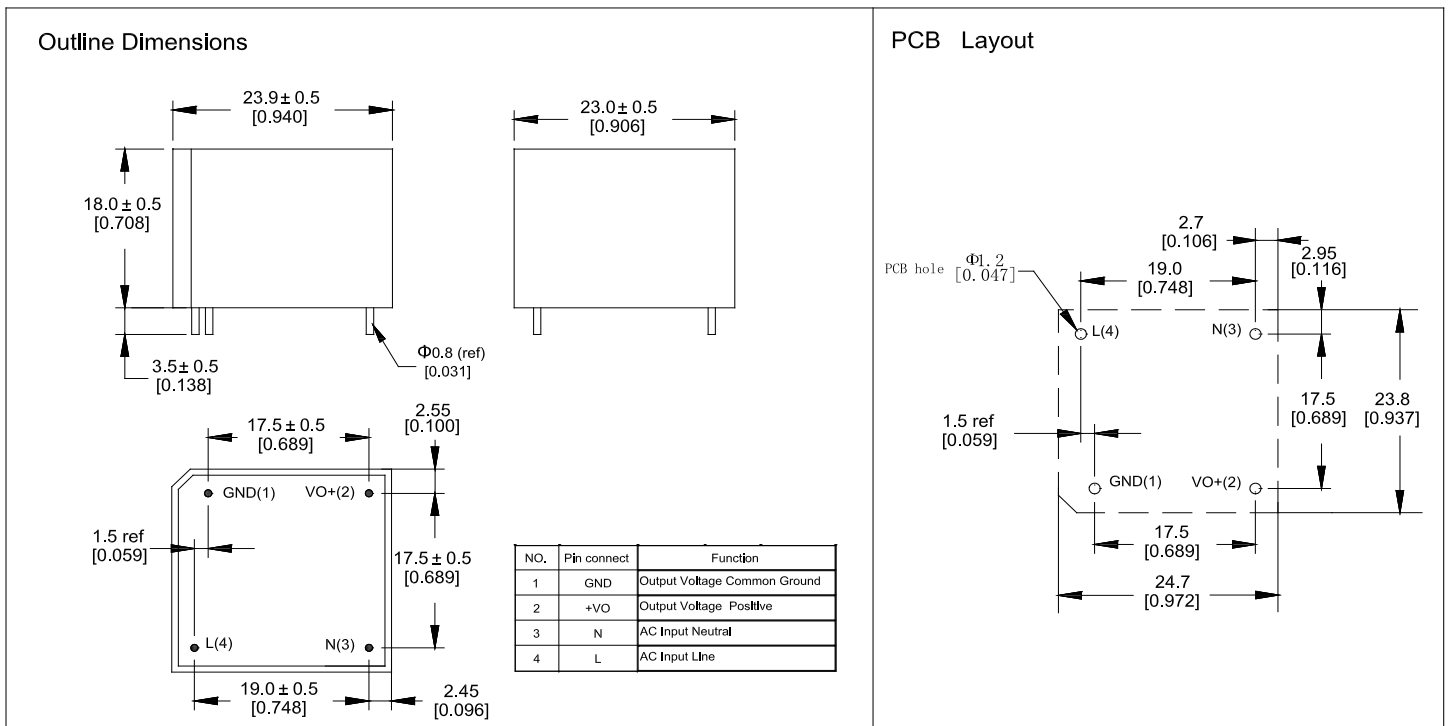 Outline Dimensions
23.9 ± 0.5
[0.940]
23.0 ± 0.5
[0.906]
18.0 ± 0.5
[0.708]
3.5 ± 0.5
[0.138]
Φ0.8 (ref)
[0.031]
17.5 ± 0.5
[0.689]
2.55
[0.100]
GND(1)
VO+(2)
1.5 ref
[0.059]
17.5 ± 0.5
[0.689]
L(4)
N(3)
19.0 ± 0.5
[0.748]
2.45
[0.096]
NO. Pin connect Function
1 GND Output Voltage Common Ground
2 +VO Output Voltage Positive
3 N AC Input Neutral
4 L AC Input Line
PCB Layout
2.7
[0.106]
2.95
[0.116]
PCB hole Φ1.2
[0.047]
19.0
[0.748]
L(4)
N(3)
17.5
[0.689]
23.8
[0.937]
1.5 ref
[0.059]
GND(1)
VO+(2)
17.5
[0.689]
24.7
[0.972]